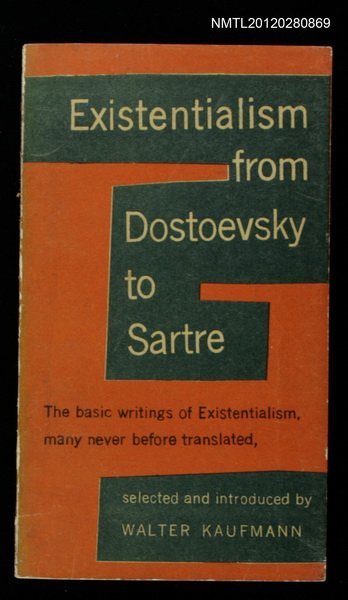 NMTL20120280869
Existentialism
from
Dostoevsky
to
Sartre
The basic writings of Existentialism,
many never before translated,
selected and introduced by
WALTER KAUFMANN